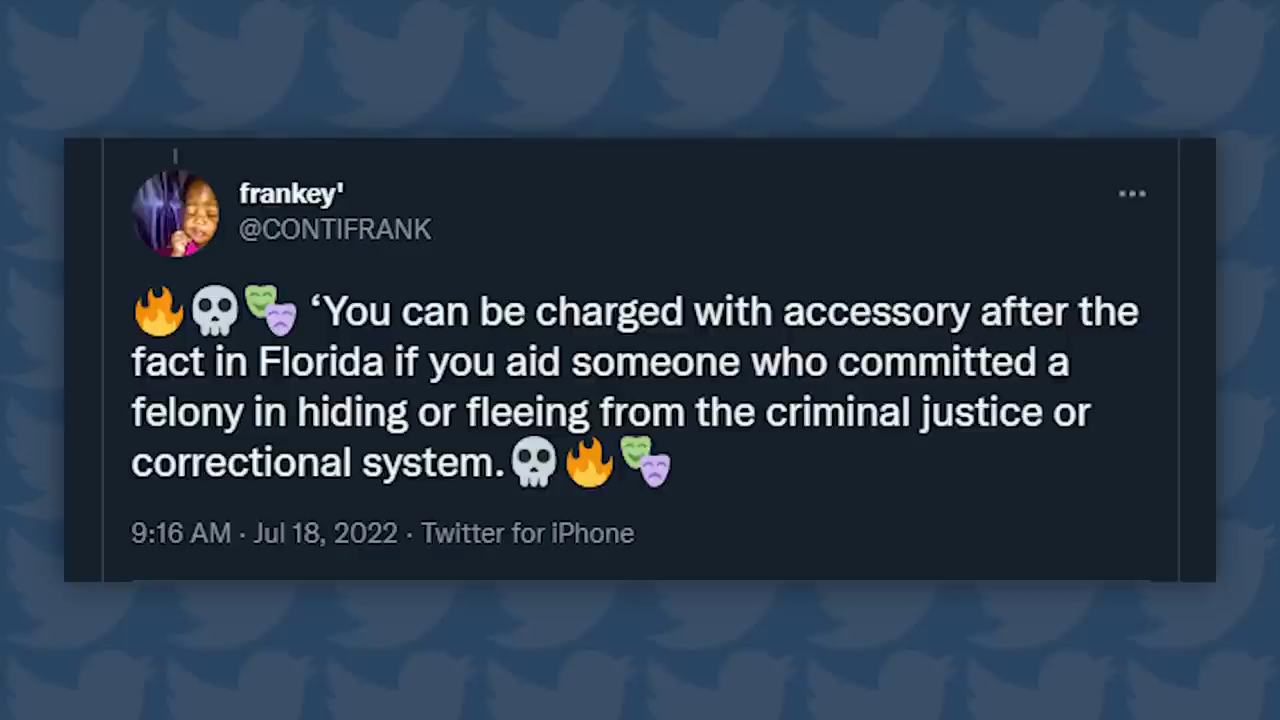 frankey'
@CONTIFRANK
🔥💀🎭 ‘You can be charged with accessory after the
fact in Florida if you aid someone who committed a
felony in hiding or fleeing from the criminal justice or
correctional system.💀🔥🎭
9:16 AM · Jul 18, 2022 · Twitter for iPhone